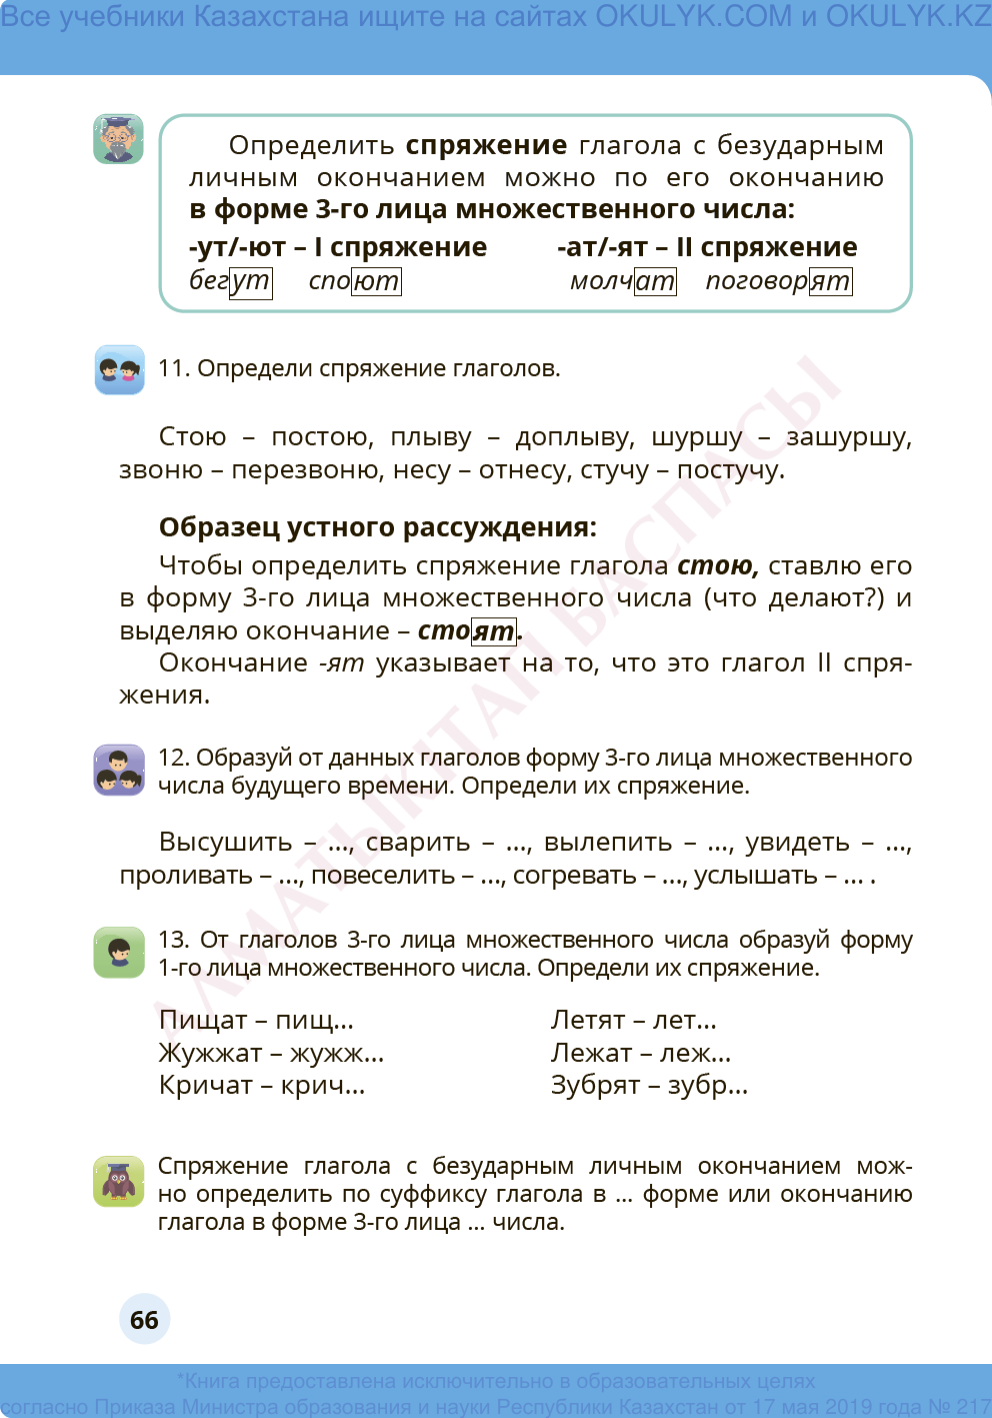 Все учебники Казахстана ищите на сайтах OKULYK.COM и OKULYK.KZ
Определить спряжение глагола с безударным
личным окончанием можно по его окончанию
в форме 3-го лица множественного числа:
-ут/-ют – I спряжение -ат/-ят – II спряжение
бегут споют молчат поговорят
11. Определи спряжение глаголов.
Стою – постою, плыву – доплыву, шуршу – зашуршу,
звоню – перезвоню, несу – отнесу, стучу – постучу.
Образец устного рассуждения:
Чтобы определить спряжение глагола стою, ставлю его
в форму 3-го лица множественного числа (что делают?) и
выделяю окончание – стоят.
Окончание -ят указывает на то, что это глагол II спря-
жения.
12. Образуй от данных глаголов форму 3-го лица множественного
числа будущего времени. Определи их спряжение.
Высушить – ..., сварить – ..., вылепить – ..., увидеть – ...,
проливать – ..., повеселить – ..., согревать – ..., услышать – ... .
13. От глаголов 3-го лица множественного числа образуй форму
1-го лица множественного числа. Определи их спряжение.
Пищат – пищ... Летят – лет...
Жужжат – жужж... Лежат – леж...
Кричат – крич... Зубрят – зубр...
Спряжение глагола с безударным личным окончанием мож-
но определить по суффиксу глагола в ... форме или окончанию
глагола в форме 3-го лица ... числа.
АЛМАТЫКІТАП БАСПАСЫ
66
*Книга предоставлена исключительно в образовательных целях
согласно Приказа Министра образования и науки Республики Казахстан от 17 мая 2019 года № 217